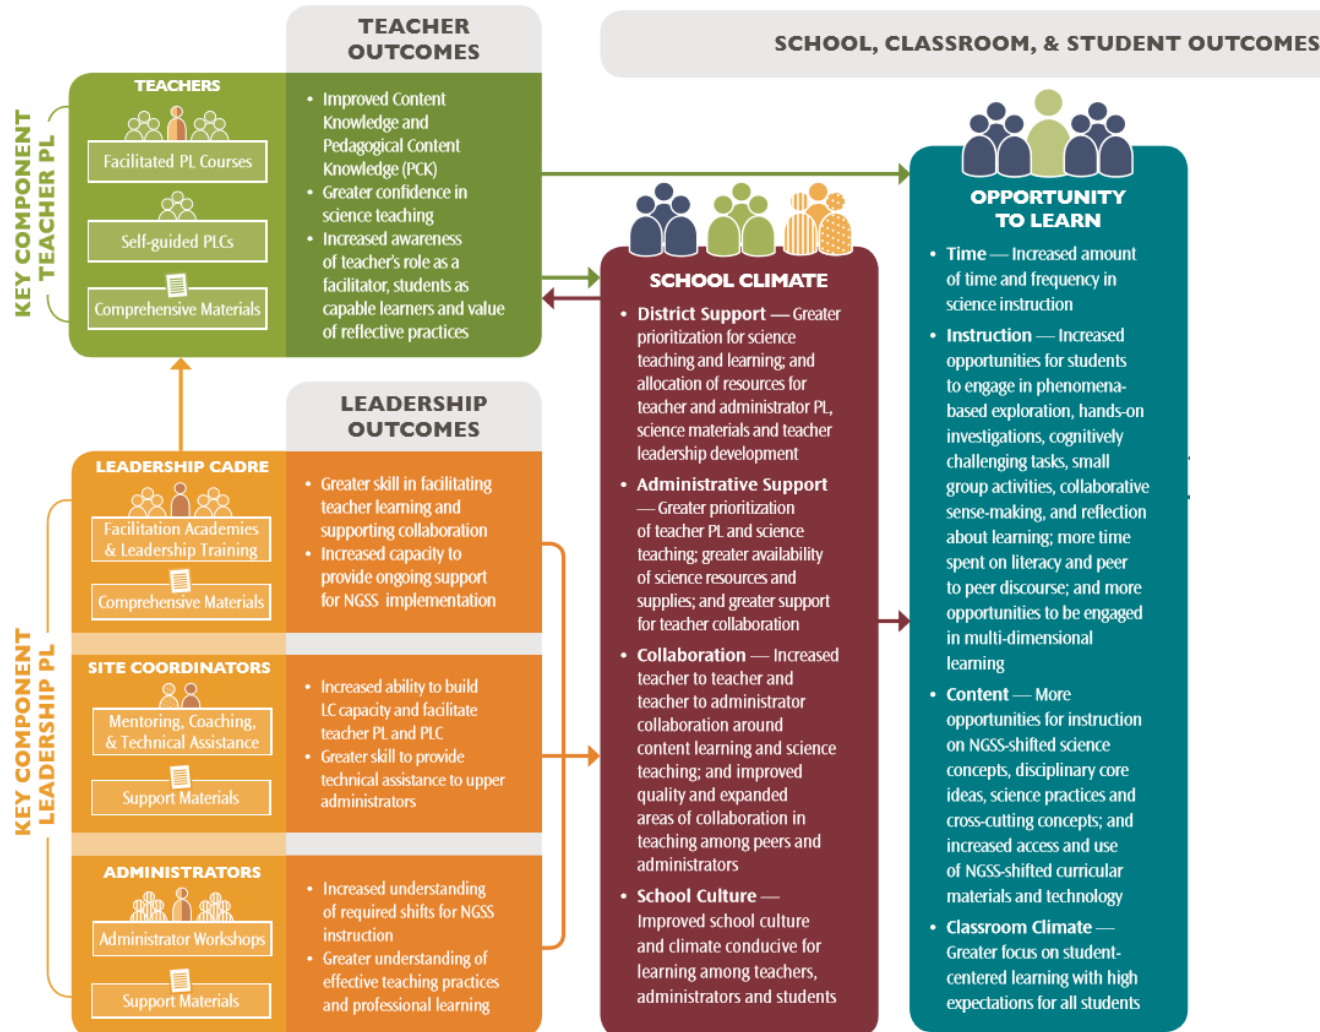 TEACHER
OUTCOMES
SCHOOL, CLASSROOM, & STUDENT OUTCOMES
KEY COMPONENT
TEACHER PL
TEACHERS
Facilitated PL Courses
Self-guided PLCs
Comprehensive Materials
• Improved Content
Knowledge and
Pedagogical Content
Knowledge (PCK)
• Greater confidence in
science teaching
• Increased awareness
of teacher's role as a
facilitator, students as
capable learners and value
of reflective practices
LEADERSHIP
OUTCOMES
KEY COMPONENT
LEADERSHIP PL
LEADERSHIP CADRE
Facilitation Academies
& Leadership Training
Comprehensive Materials
• Greater skill in facilitating
teacher learning and
supporting collaboration
• Increased capacity to
provide ongoing support
for NGSS implementation
SITE COORDINATORS
Mentoring, Coaching,
& Technical Assistance
Support Materials
• Increased ability to build
LC capacity and facilitate
teacher PL and PLC
• Greater skill to provide
technical assistance to upper
administrators
ADMINISTRATORS
Administrator Workshops
Support Materials
• Increased understanding
of required shifts for NGSS
instruction
• Greater understanding of
effective teaching practices
and professional learning
SCHOOL CLIMATE
• District Support — Greater
prioritization for science
teaching and learning; and
allocation of resources for
teacher and administrator PL,
science materials and teacher
leadership development
• Administrative Support
— Greater prioritization
of teacher PL and science
teaching; greater availability
of science resources and
supplies; and greater support
for teacher collaboration
• Collaboration — Increased
teacher to teacher and
teacher to administrator
collaboration around
content learning and science
teaching; and improved
quality and expanded
areas of collaboration in
teaching among peers and
administrators
• School Culture —
Improved school culture
and climate conducive for
learning among teachers,
administrators and students
OPPORTUNITY
TO LEARN
• Time — Increased amount
of time and frequency in
science instruction
• Instruction — Increased
opportunities for students
to engage in phenomena-
based exploration, hands-on
investigations, cognitively
challenging tasks, small
group activities, collaborative
sense-making, and reflection
about learning; more time
spent on literacy and peer
to peer discourse; and more
opportunities to be engaged
in multi-dimensional
learning
• Content — More
opportunities for instruction
on NGSS-shifted science
concepts, disciplinary core
ideas, science practices and
cross-cutting concepts; and
increased access and use
of NGSS-shifted curricular
materials and technology
• Classroom Climate —
Greater focus on student-
centered learning with high
expectations for all students